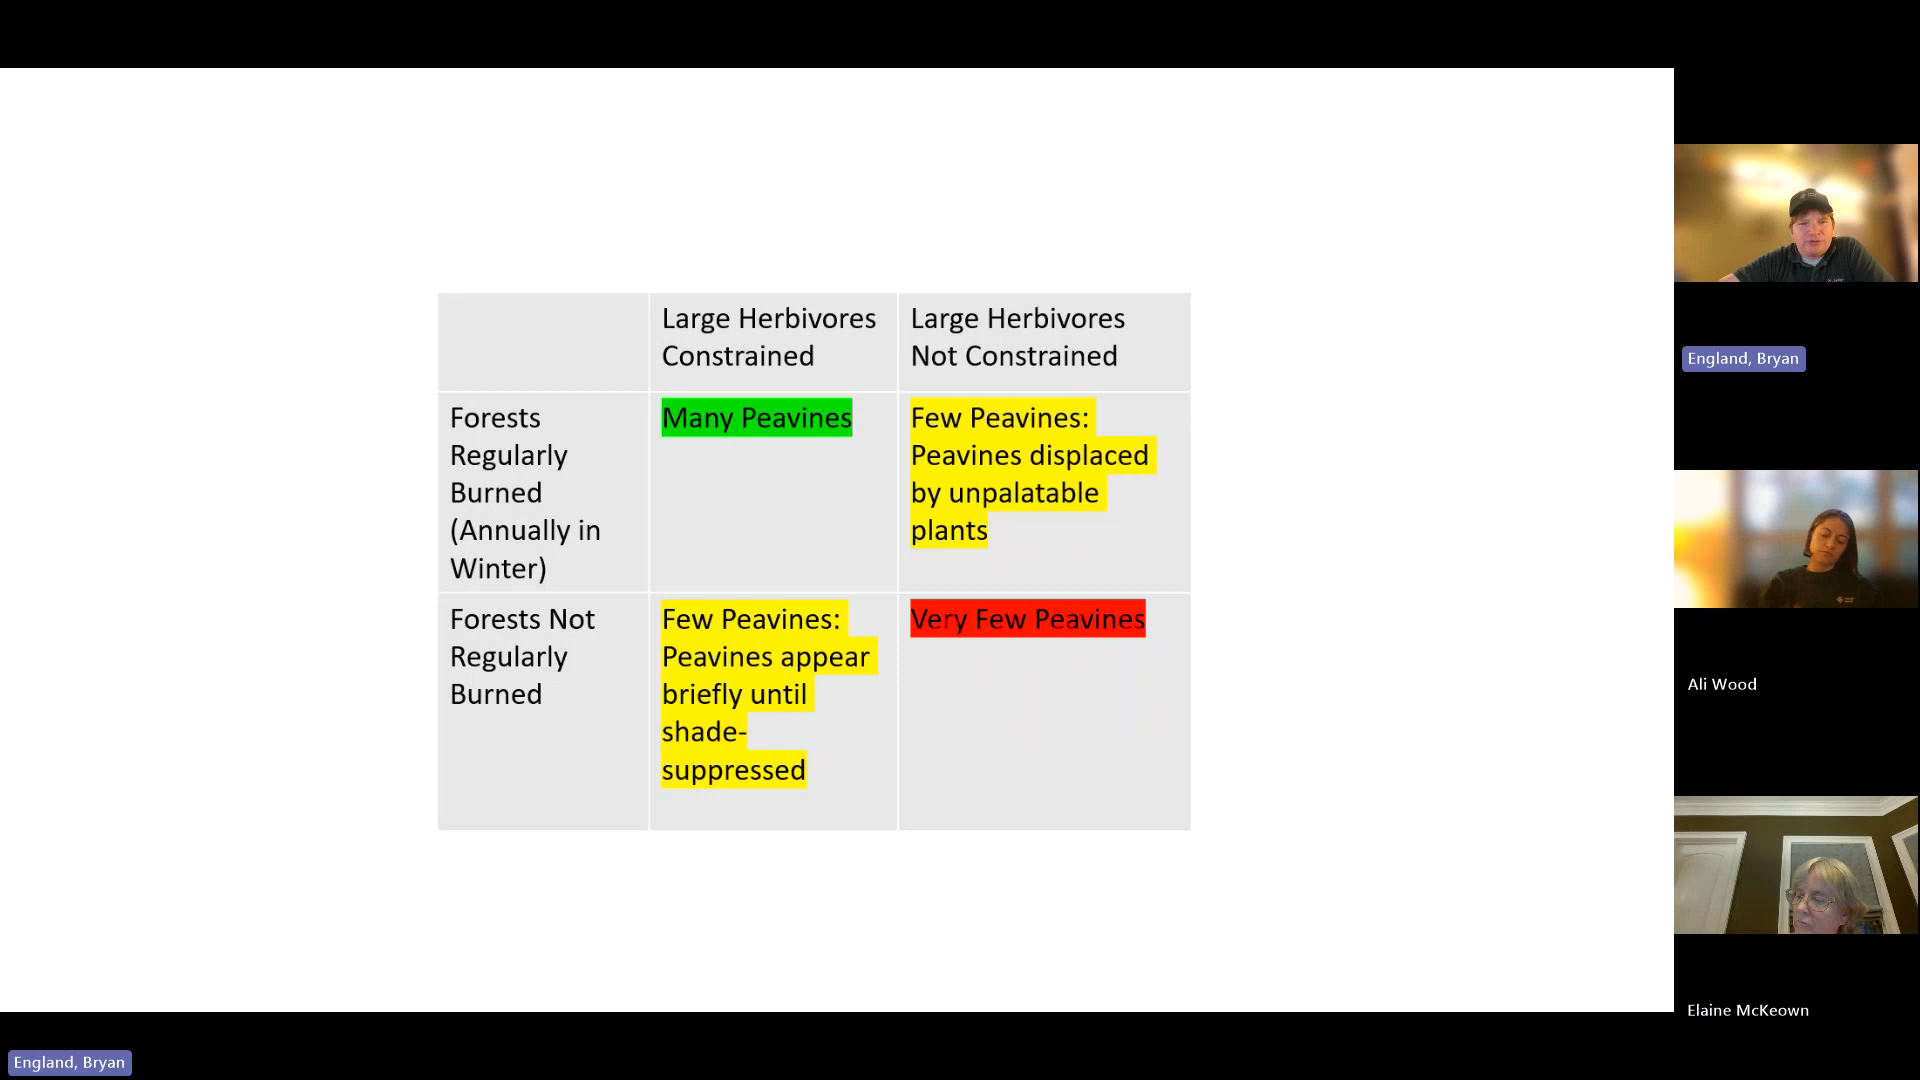 Large Herbivores
Constrained
Large Herbivores
Not Constrained
Forests
Regularly
Burned
(Annually in
Winter)
Many Peavines
Few Peavines:
Peavines displaced
by unpalatable
plants
Forests Not
Regularly
Burned
Few Peavines:
Peavines appear
briefly until
shade-
suppressed
Very Few Peavines
England, Bryan
Ali Wood
Elaine McKeown
England, Bryan